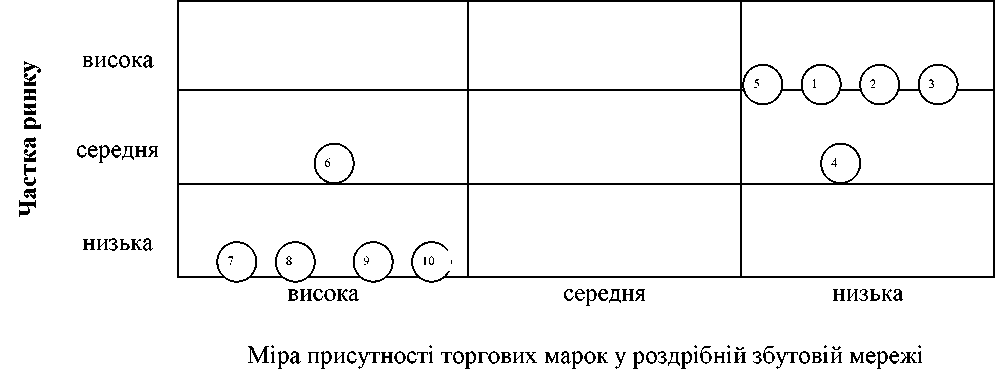 Частка ринку
висока
5 1 2 3
середня
6 4
низька
7 8 9 10
висока середня низька
Міра присутності торгових марок у роздрібній збутовій мережі